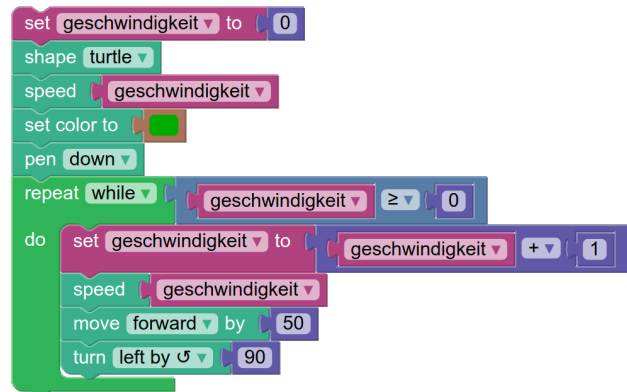 set geschwindigkeit ▾ to 0
shape turtle ▾
speed geschwindigkeit ▾
set color to
pen down ▾
repeat while ▾ geschwindigkeit ▾ ≥ ▾ 0
do set geschwindigkeit ▾ to geschwindigkeit ▾ + ▾ 1
speed geschwindigkeit ▾
move forward ▾ by 50
turn left by ↺ ▾ 90